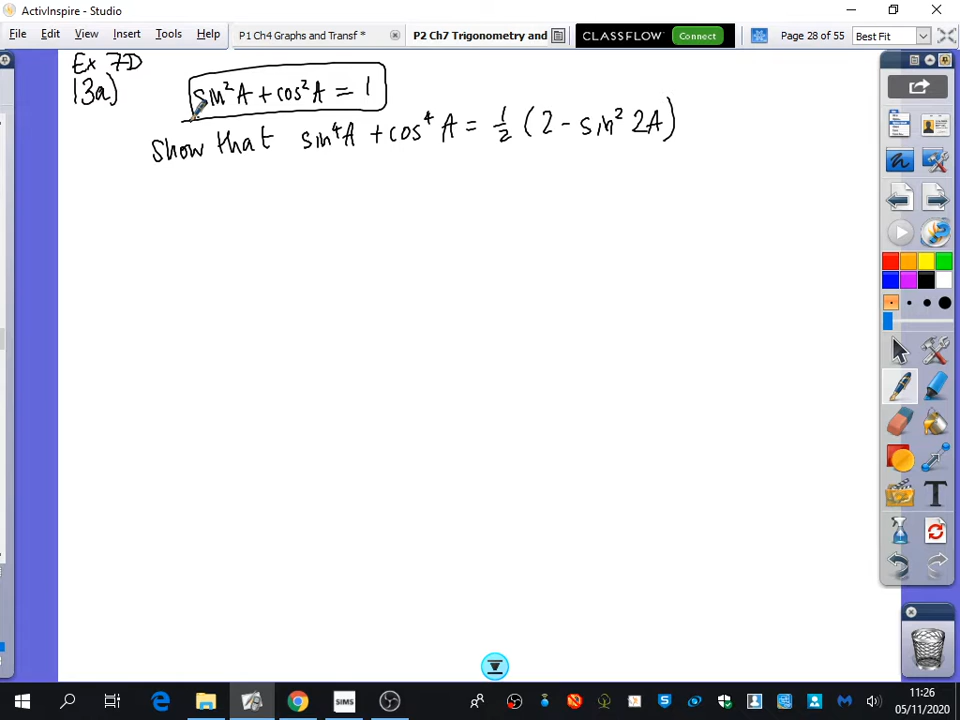 ActivInspire - Studio
File Edit View Insert Tools Help P1 Ch4 Graphs and Transf * P2 Ch7 Trigonometry and CLASSFLOW Connect 28 of 55 Best Fit
Ex 7D
13a) sin²A + cos²A = 1
show that sin⁴A + cos⁴A = ½ (2 - sin² 2A)
T
SIMS
11:26
05/11/2020